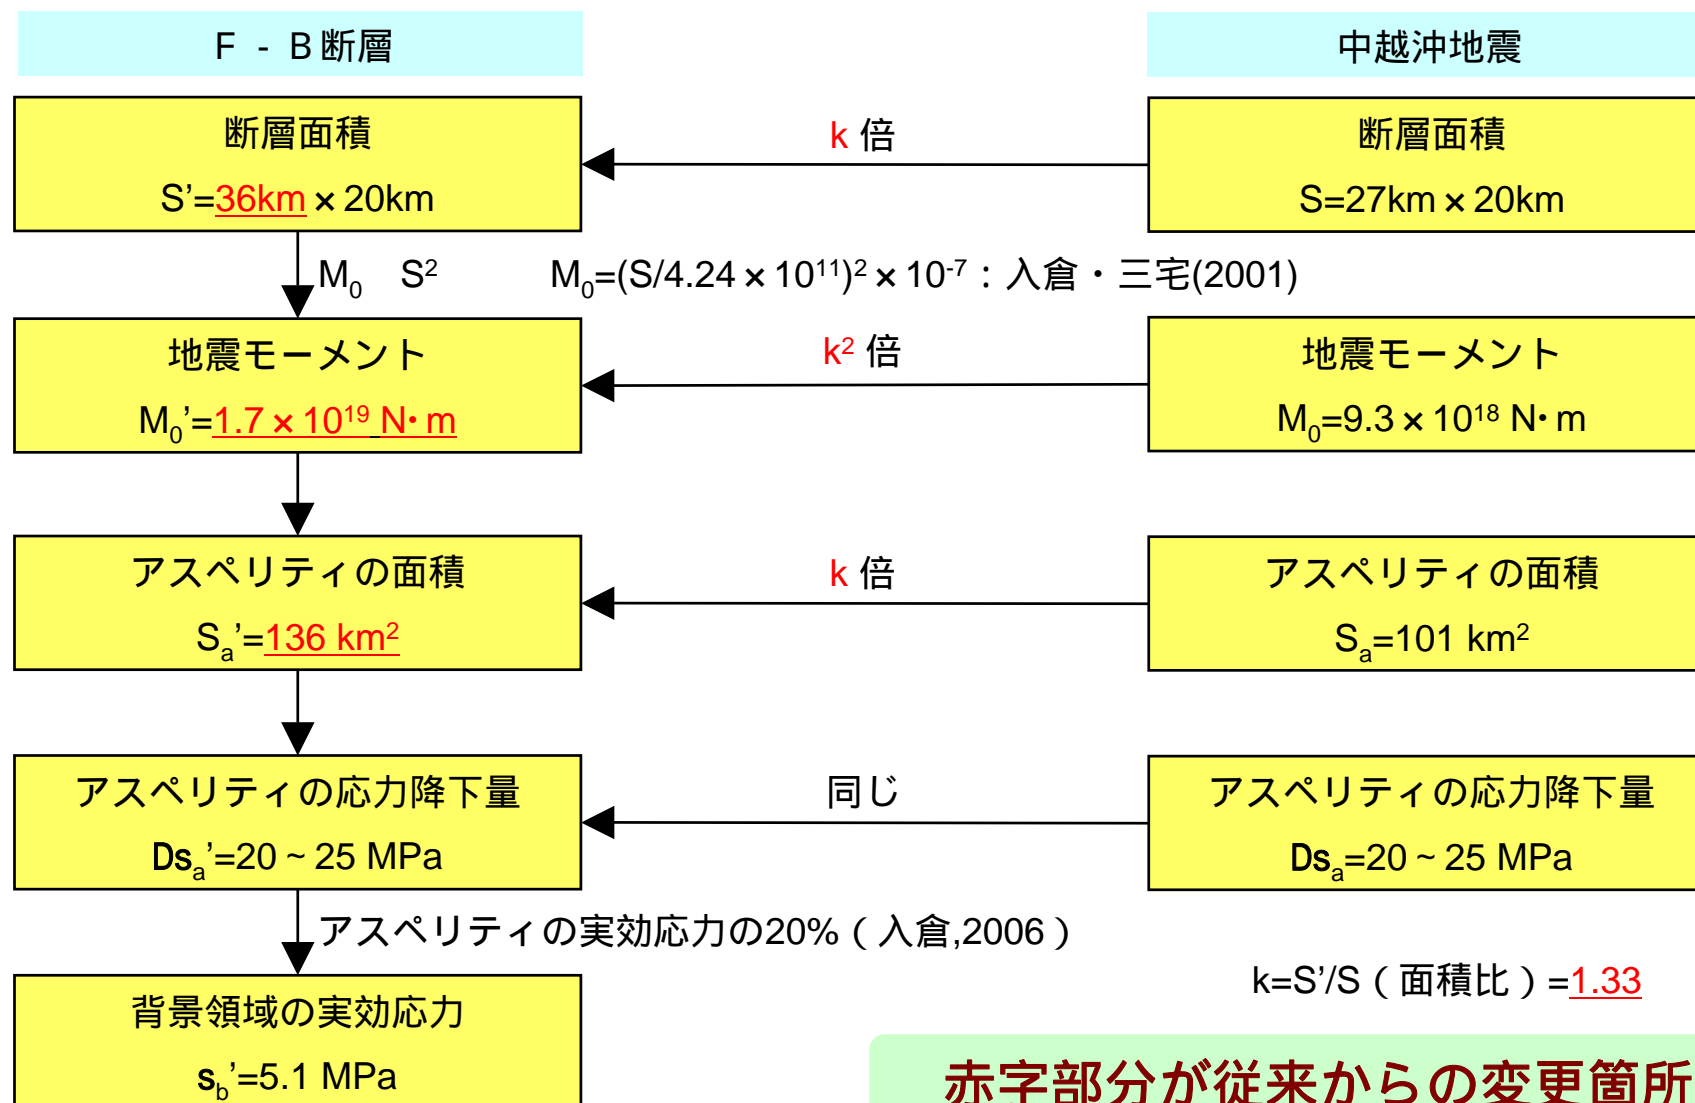 F - B断層
中越沖地震
断層面積
S’=36km×20km
k 倍
断層面積
S=27km×20km
M₀ S² M₀=(S/4.24×10¹¹)²×10⁻⁷：入倉・三宅(2001)
地震モーメント
M₀’=1.7×10¹⁹ N・m
k² 倍
地震モーメント
M₀=9.3×10¹⁸ N・m
アスペリティの面積
Sₐ’=136 km²
k 倍
アスペリティの面積
Sₐ=101 km²
アスペリティの応力降下量
Dsₐ’=20～25 MPa
同じ
アスペリティの応力降下量
Dsₐ=20～25 MPa
アスペリティの実効応力の20%（入倉,2006）
k=S’/S（面積比）=1.33
背景領域の実効応力
s_b’=5.1 MPa
赤字部分が従来からの変更箇所